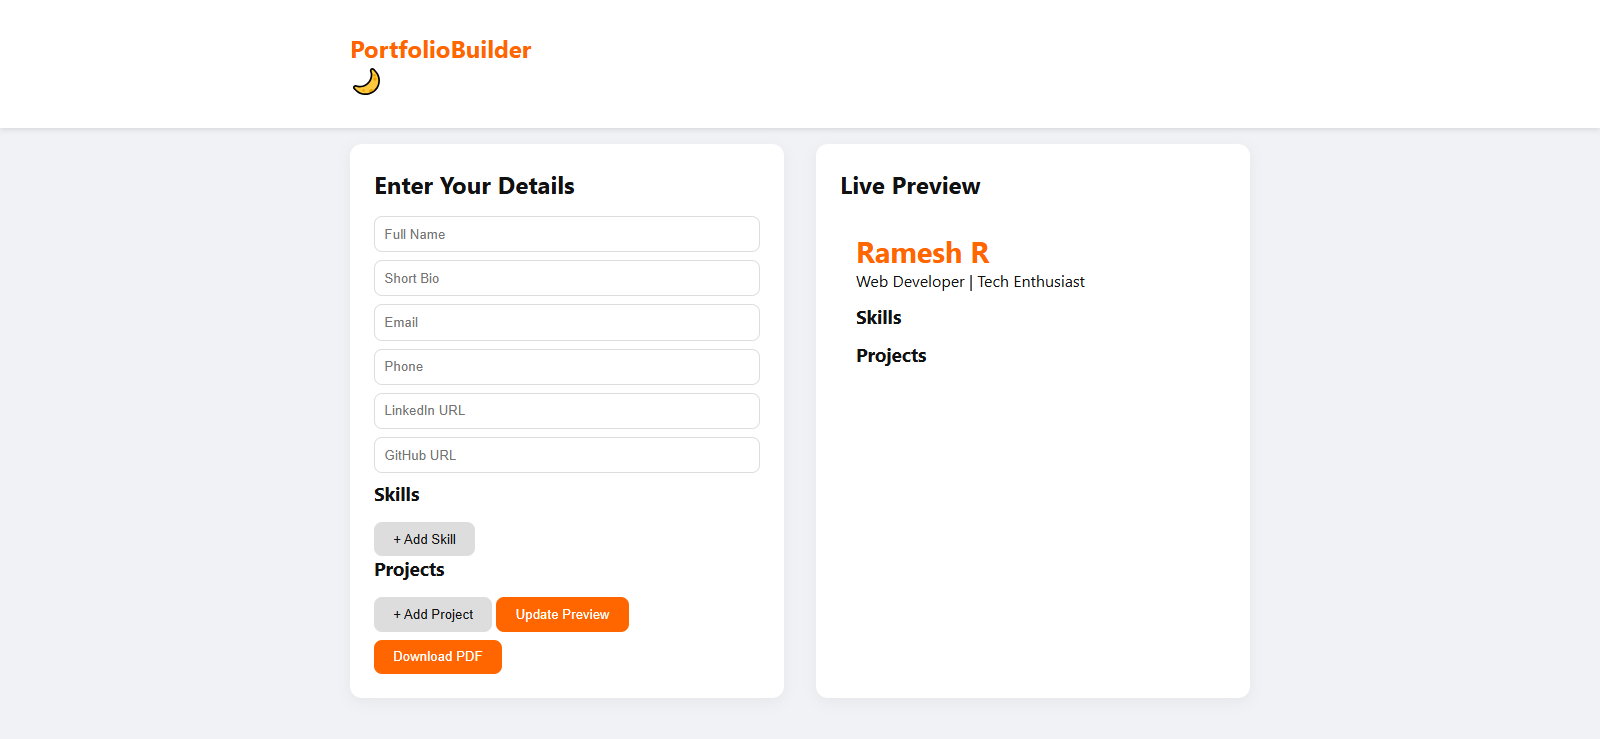 PortfolioBuilder
Enter Your Details
Full Name
Short Bio
Email
Phone
LinkedIn URL
GitHub URL
Skills
+ Add Skill
Projects
+ Add Project Update Preview
Download PDF
Live Preview
Ramesh R
Web Developer | Tech Enthusiast
Skills
Projects